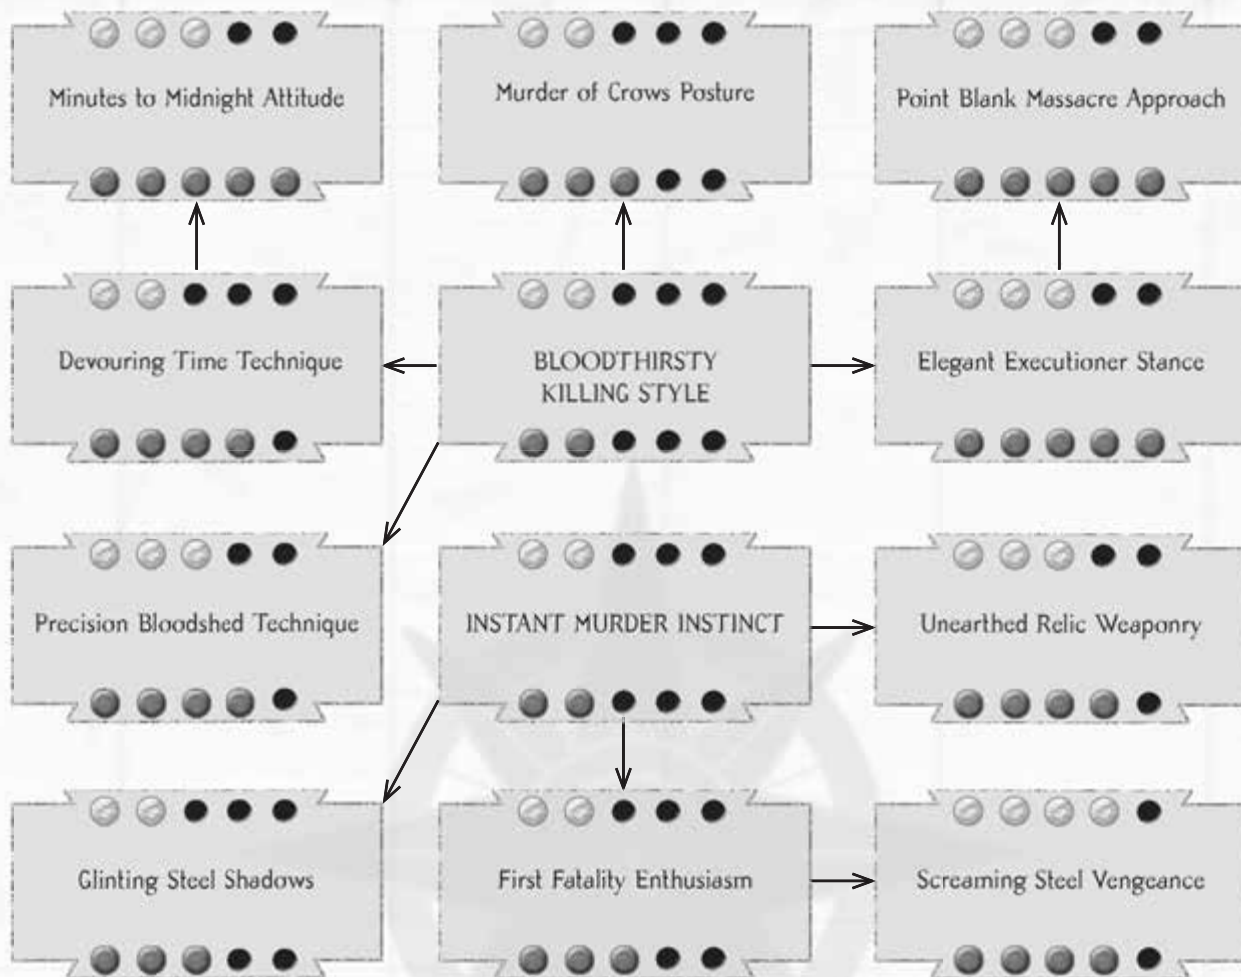 Minutes to Midnight Attitude
Murder of Crows Posture
Point Blank Massacre Approach
Devouring Time Technique
BLOODTHIRSTY
KILLING STYLE
Elegant Executioner Stance
Precision Bloodshed Technique
INSTANT MURDER INSTINCT
Unearthed Relic Weaponry
Glinting Steel Shadows
First Fatality Enthusiasm
Screaming Steel Vengeance